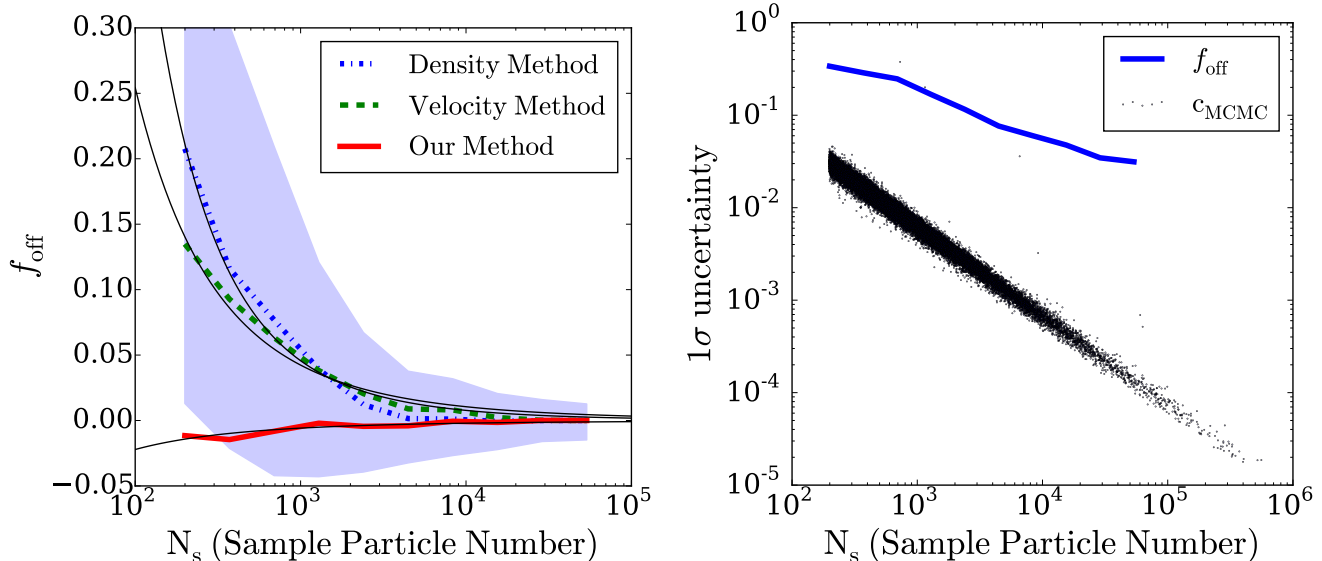 0.30
0.25
0.20
0.15
0.10
0.05
0.00
−0.05
f_off
10^2
10^3
10^4
10^5
N_s (Sample Particle Number)
Density Method
Velocity Method
Our Method
10^0
10^-1
10^-2
10^-3
10^-4
10^-5
1σ uncertainty
10^2
10^3
10^4
10^5
10^6
N_s (Sample Particle Number)
f_off
c_MCMC